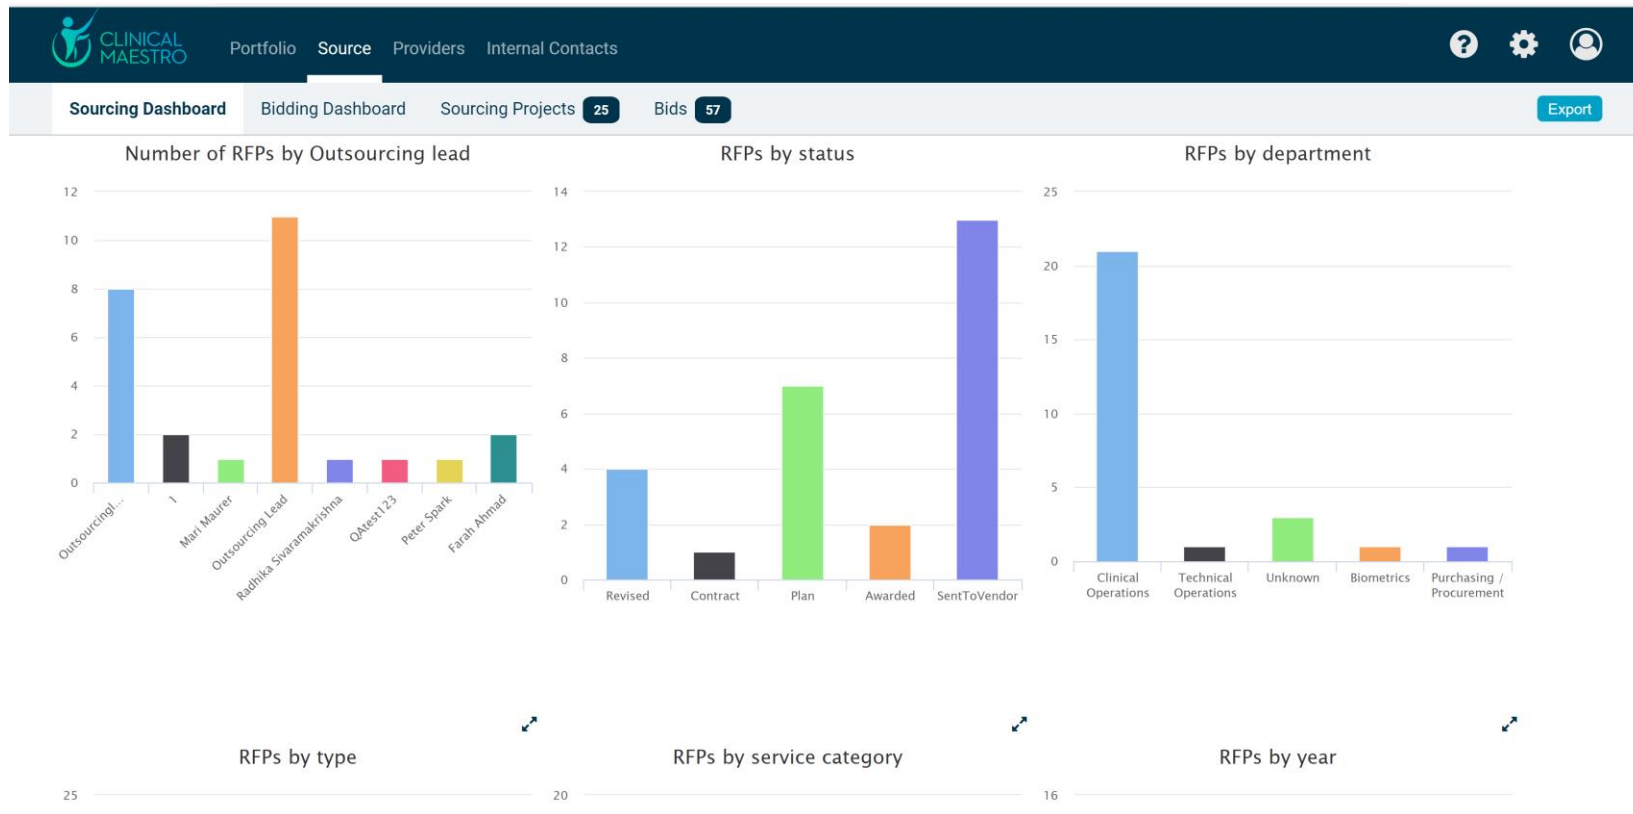 CLINICAL
MAESTRO
Portfolio Source Providers Internal Contacts
?
Sourcing Dashboard Bidding Dashboard Sourcing Projects 25 Bids 57 Export
Number of RFPs by Outsourcing lead
12
10
8
6
4
2
0
Outsourcingl...
Mari Maurer
Outsourcing Lead
Radhika Sivaramakrishna
QAtest123
Peter Spark
Farah Ahmad
RFPs by status
14
12
10
8
6
4
2
0
Revised Contract Plan Awarded SentToVendor
RFPs by department
25
20
15
10
5
0
Clinical Operations
Technical Operations
Unknown
Biometrics
Purchasing / Procurement
RFPs by type
25
RFPs by service category
20
RFPs by year
16